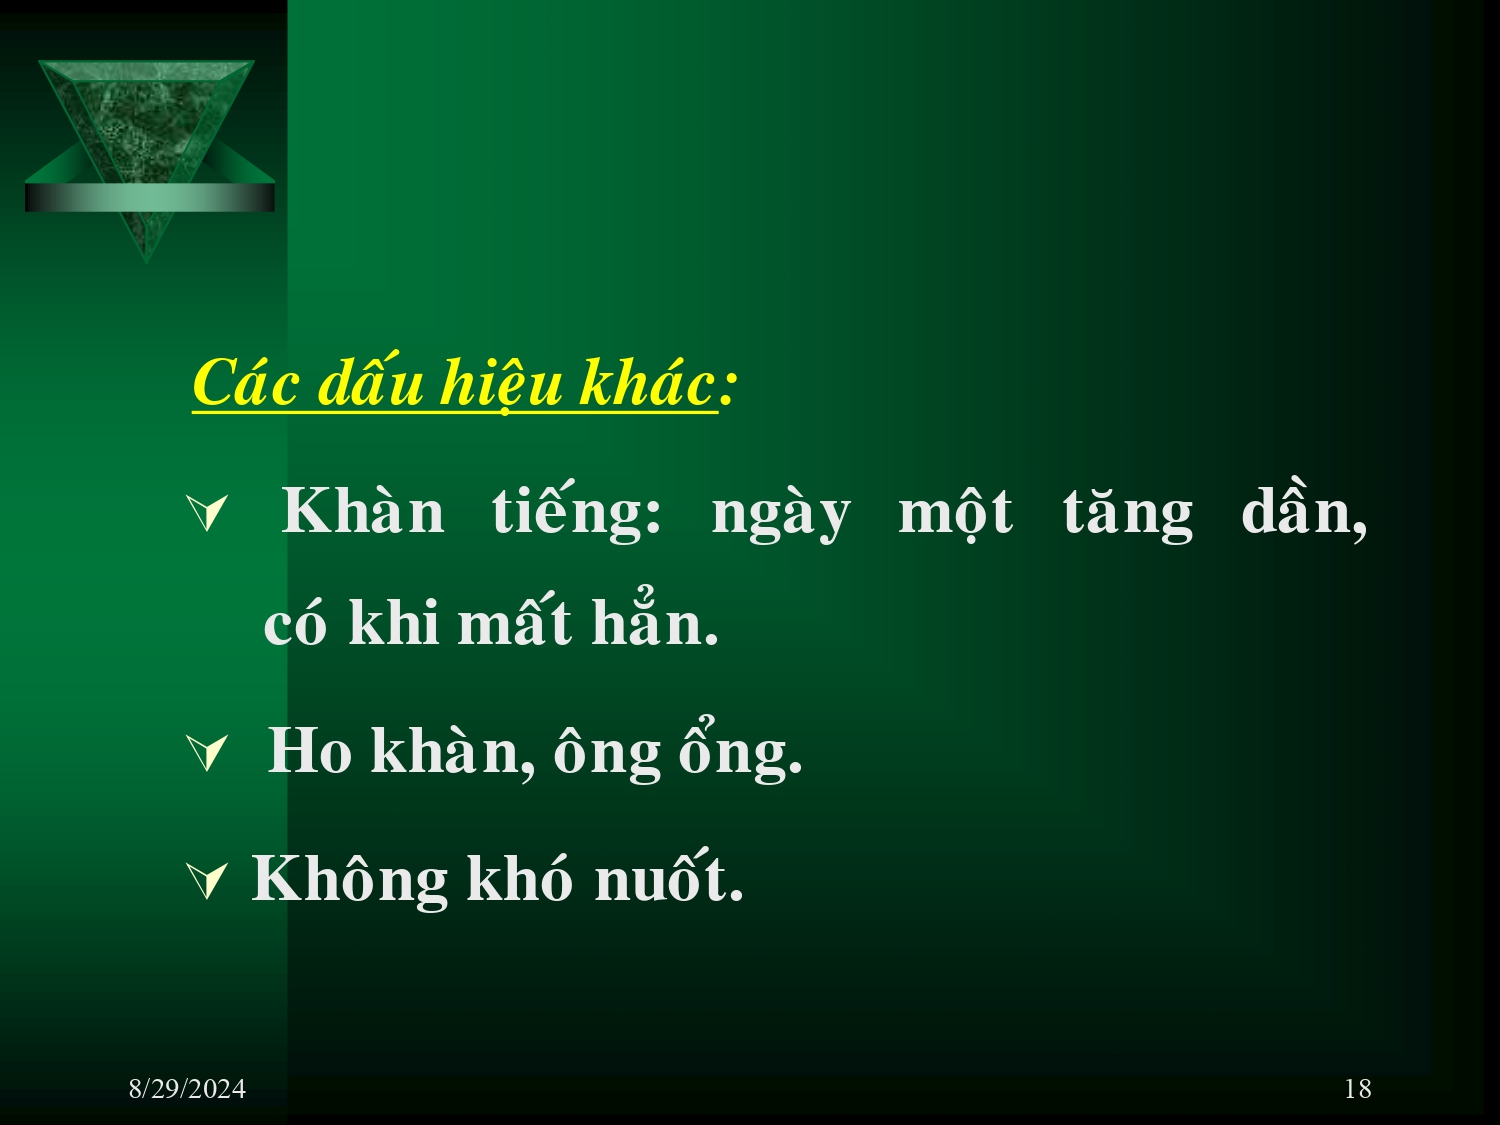 Các dấu hiệu khác:
Khàn tiếng: ngày một tăng dần,
có khi mất hẳn.
Ho khàn, ông ổng.
Không khó nuốt.
8/29/2024
18